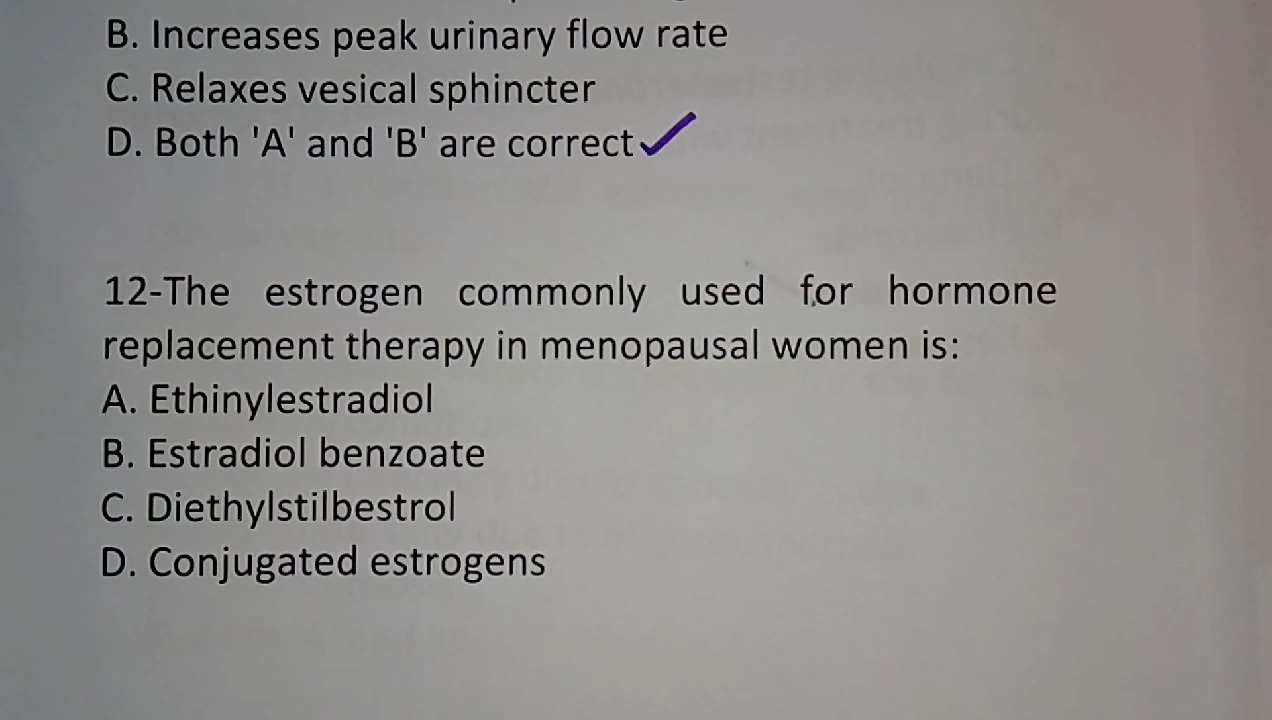 B. Increases peak urinary flow rate
C. Relaxes vesical sphincter
D. Both 'A' and 'B' are correct
12-The estrogen commonly used for hormone
replacement therapy in menopausal women is:
A. Ethinylestradiol
B. Estradiol benzoate
C. Diethylstilbestrol
D. Conjugated estrogens